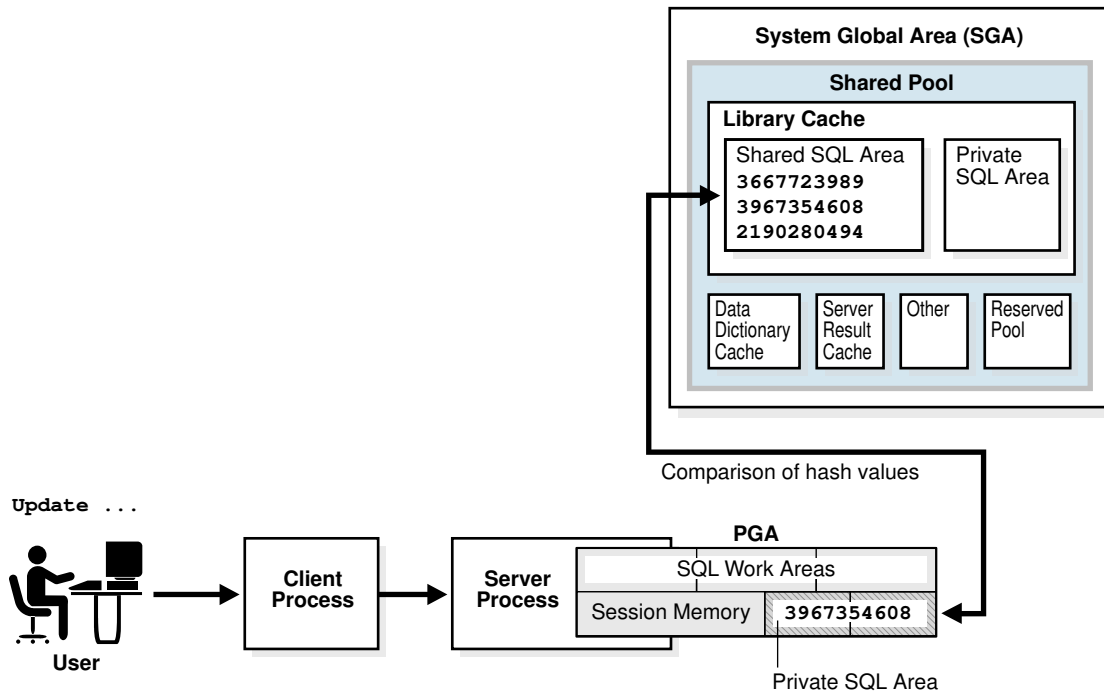 System Global Area (SGA)
Shared Pool
Library Cache
Shared SQL Area
3667723989
3967354608
2190280494
Private
SQL Area
Data
Dictionary
Cache
Server
Result
Cache
Other
Reserved
Pool
Comparison of hash values
Update ...
User
Client
Process
Server
Process
PGA
SQL Work Areas
Session Memory
3967354608
Private SQL Area